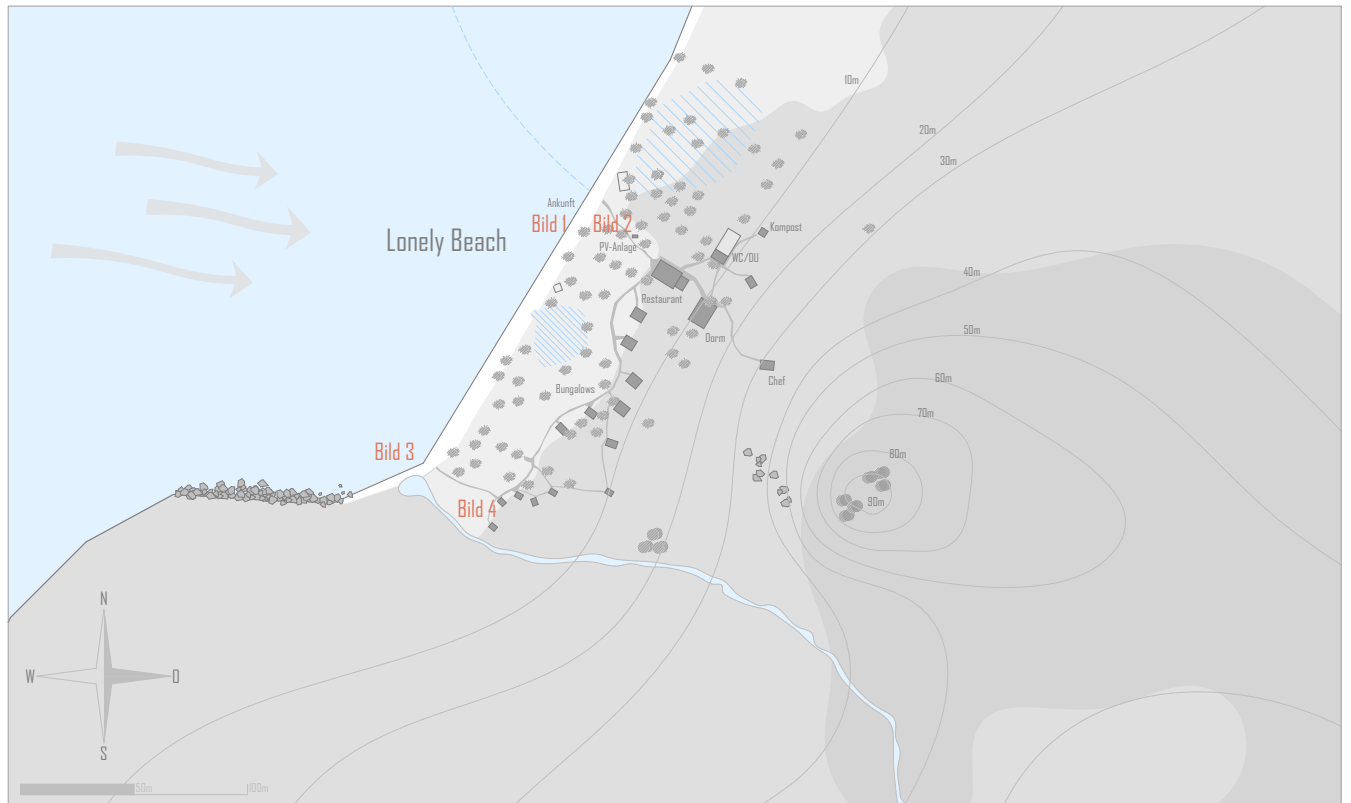 10m
20m
30m
Ankunft
Bild 1
Bild 2
Kompost
Lonely Beach
PV-Anlage
WC/DU
40m
Restaurant
50m
Dorm
Chef
60m
Bungalows
70m
Bild 3
80m
90m
Bild 4
N
W
O
S
50m
100m